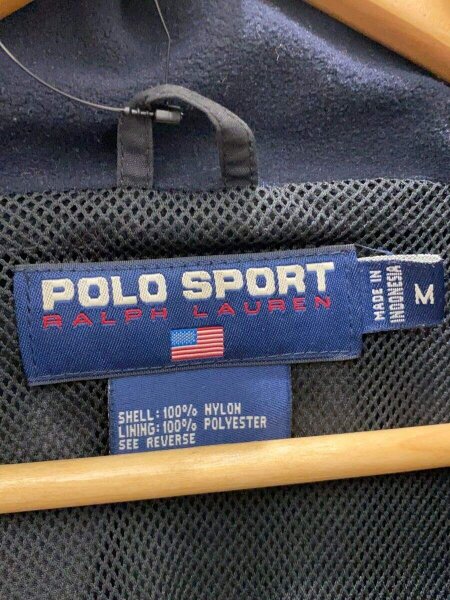 POLO SPORT
RALPH LAUREN
MADE IN
INDONESIA
M
SHELL: 100% NYLON
LINING: 100% POLYESTER
SEE REVERSE